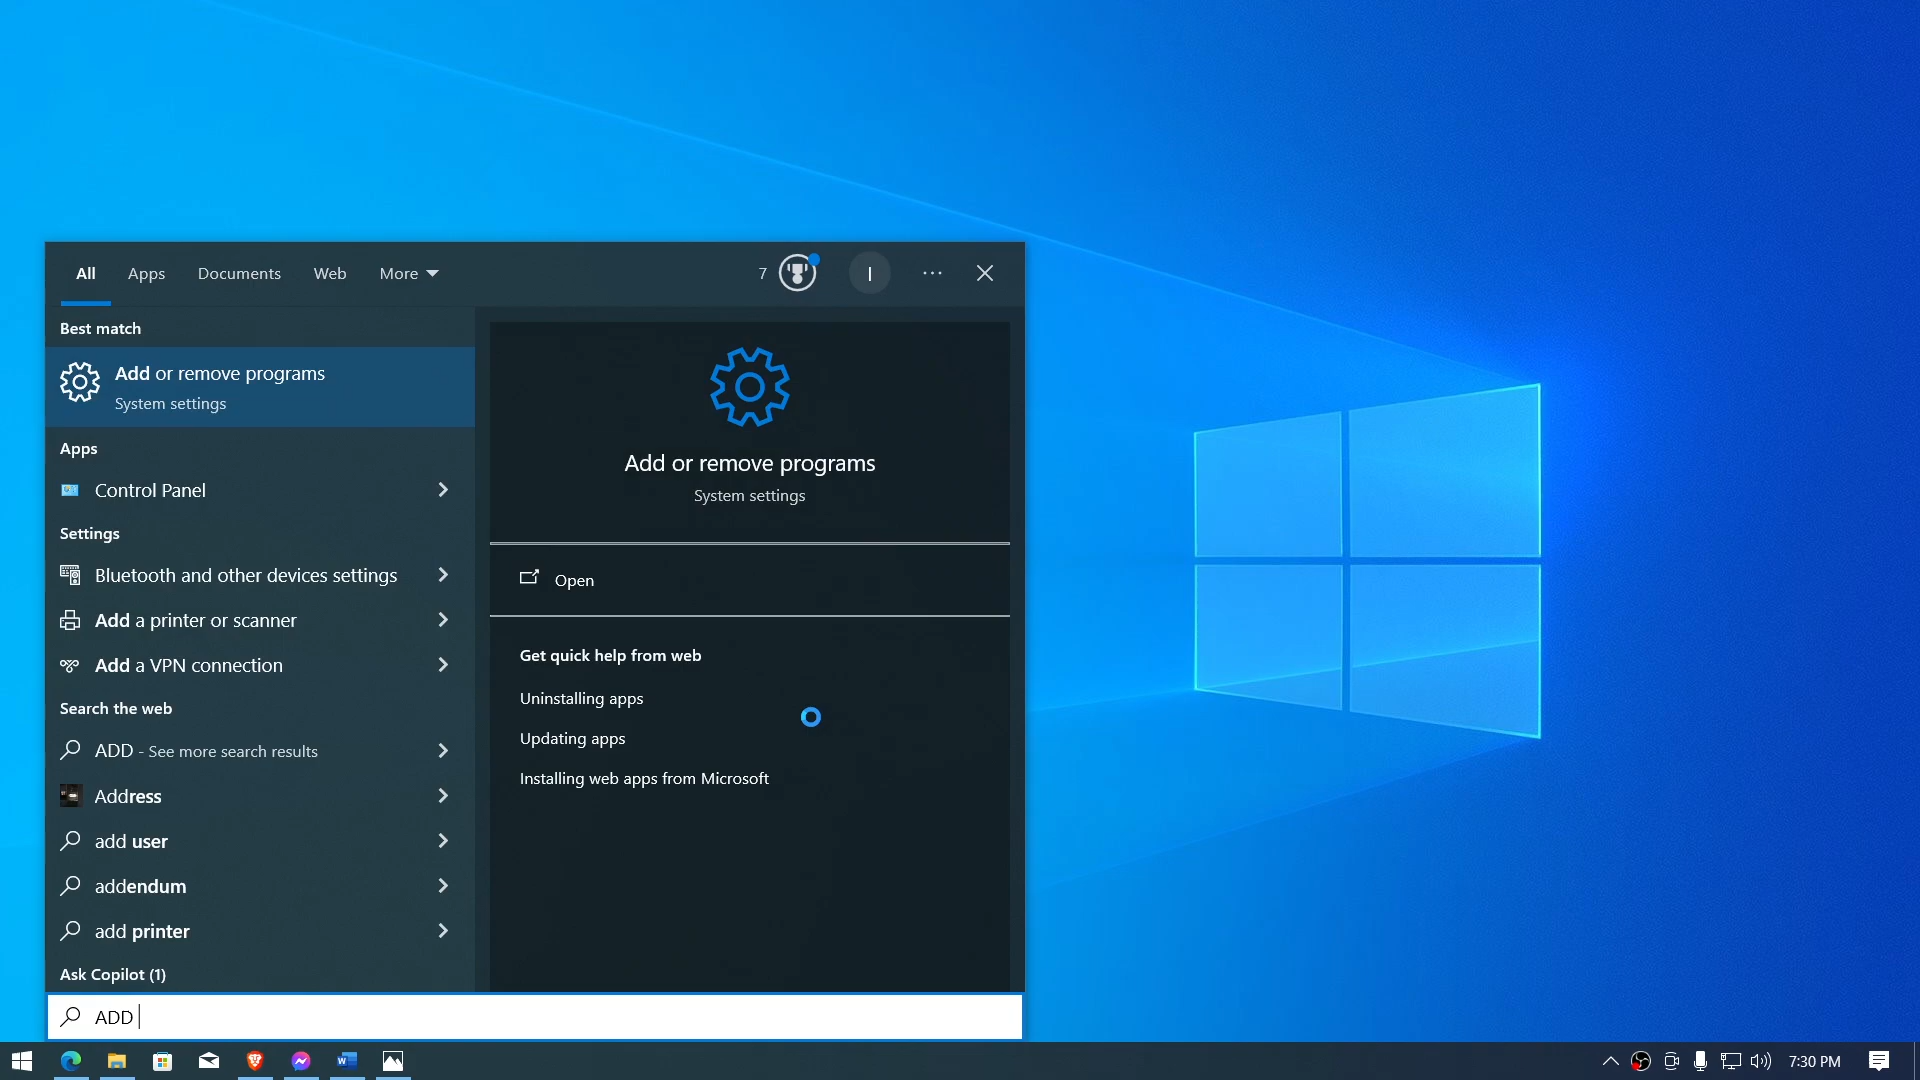 All Apps Documents Web More 7 I
Best match
Add or remove programs
System settings
Apps
Control Panel
Settings
Bluetooth and other devices settings
Add a printer or scanner
Add a VPN connection
Search the web
ADD - See more search results
Address
add user
addendum
add printer
Ask Copilot (1)
Add or remove programs
System settings
Open
Get quick help from web
Uninstalling apps
Updating apps
Installing web apps from Microsoft
ADD
7:30 PM